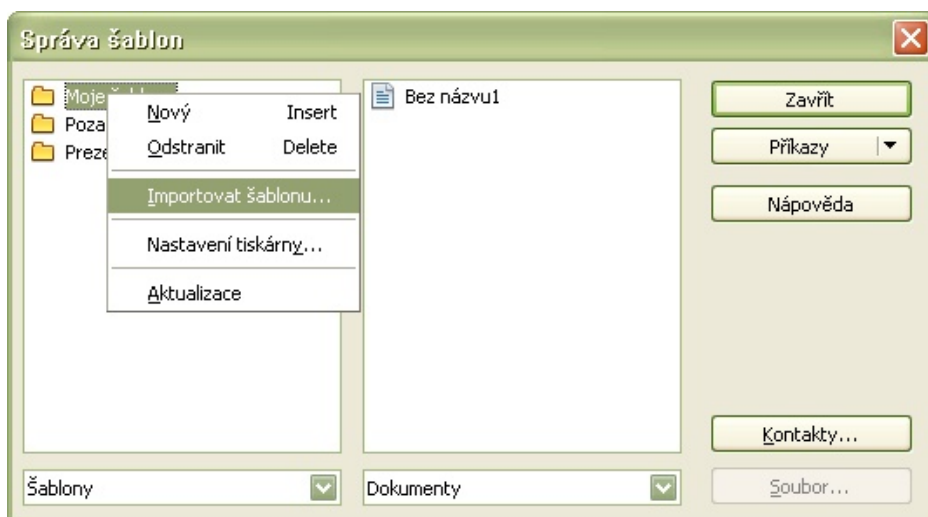 Správa šablon
Moje
Poza
Preze
Nový Insert
Odstranit Delete
Importovat šablonu...
Nastavení tiskárny...
Aktualizace
Bez názvu1
Zavřít
Příkazy
Nápověda
Kontakty...
Soubor...
Šablony
Dokumenty